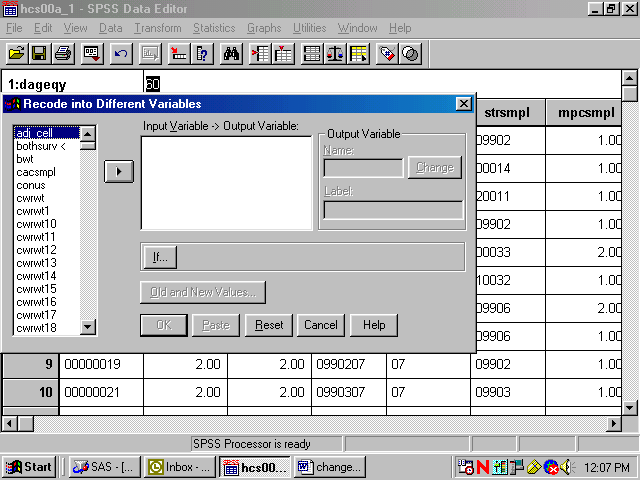 hcs00a_1 - SPSS Data Editor
File Edit View Data Transform Statistics Graphs Utilities Window Help
1:dageqy 60
Recode into Different Variables
adj_cell
bothsurv <
bwt
cacsmpl
conus
cwrwt
cwrwt1
cwrwt10
cwrwt11
cwrwt12
cwrwt13
cwrwt14
cwrwt15
cwrwt16
cwrwt17
cwrwt18
Input Variable -> Output Variable:
Output Variable
Name:
Change
Label:
If...
Old and New Values...
OK Paste Reset Cancel Help
strsmpl mpcsmpl
09902 1.00
00014 1.00
20011 1.00
09902 1.00
00033 2.00
10032 1.00
09906 2.00
09906 1.00
9 00000019 2.00 2.00 0990207 07 09902 1.00
10 00000021 2.00 2.00 0990307 07 09903 1.00
SPSS Processor is ready
Start SAS - [... Inbox - ... hcs00... change... 12:07 PM